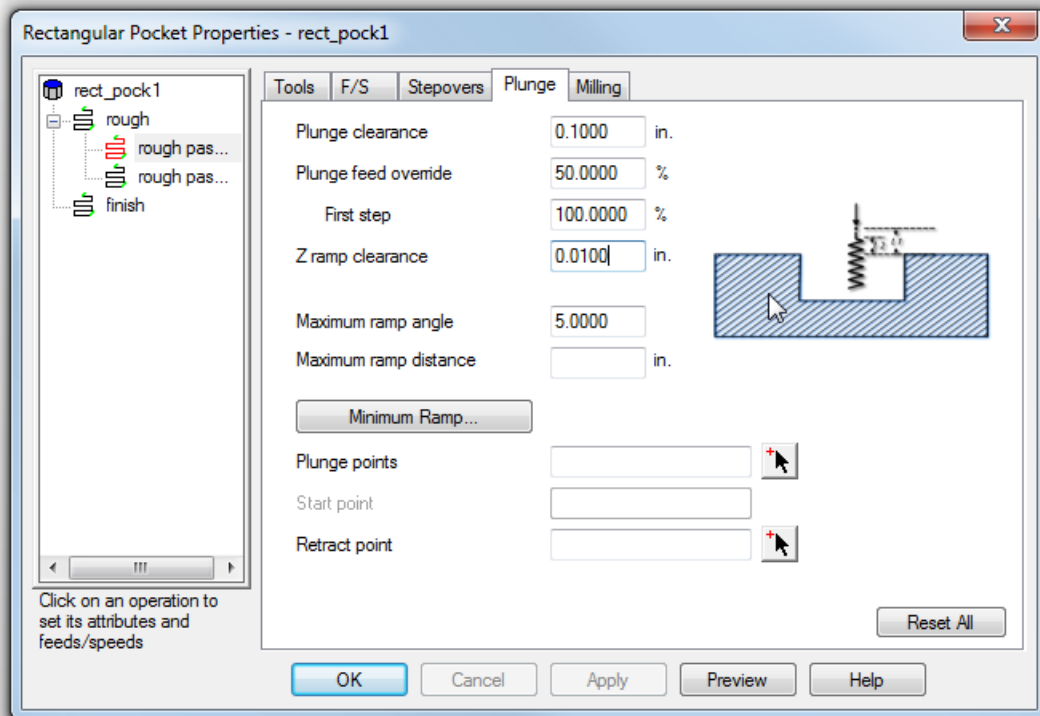 Rectangular Pocket Properties - rect_pock1
rect_pock1
rough
rough pas...
rough pas...
finish
Click on an operation to
set its attributes and
feeds/speeds
Tools F/S Stepovers Plunge Milling
Plunge clearance 0.1000 in.
Plunge feed override 50.0000 %
First step 100.0000 %
Z ramp clearance 0.0100 in.
Maximum ramp angle 5.0000
Maximum ramp distance in.
Minimum Ramp...
Plunge points
Start point
Retract point
Reset All
OK Cancel Apply Preview Help